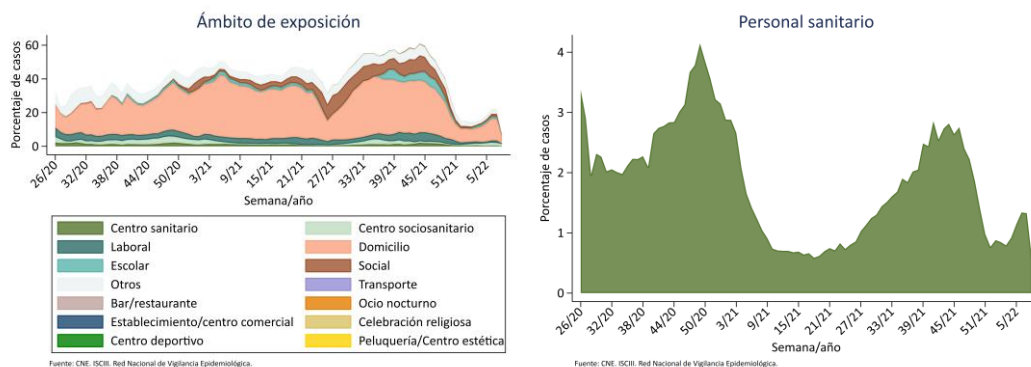 Ámbito de exposición
Porcentaje de casos
60
40
20
0
26/20
32/20
38/20
44/20
50/20
3/21
9/21
15/21
21/21
27/21
33/21
39/21
45/21
51/21
5/22
Semana/año
Centro sanitario
Centro sociosanitario
Laboral
Domicilio
Escolar
Social
Otros
Transporte
Bar/restaurante
Ocio nocturno
Establecimiento/centro comercial
Celebración religiosa
Centro deportivo
Peluquería/Centro estética
Fuente: CNE. ISCIII. Red Nacional de Vigilancia Epidemiológica.
Personal sanitario
Porcentaje de casos
4
3
2
1
0
26/20
32/20
38/20
44/20
50/20
3/21
9/21
15/21
21/21
27/21
33/21
39/21
45/21
51/21
5/22
Semana/año
Fuente: CNE. ISCIII. Red Nacional de Vigilancia Epidemiológica.